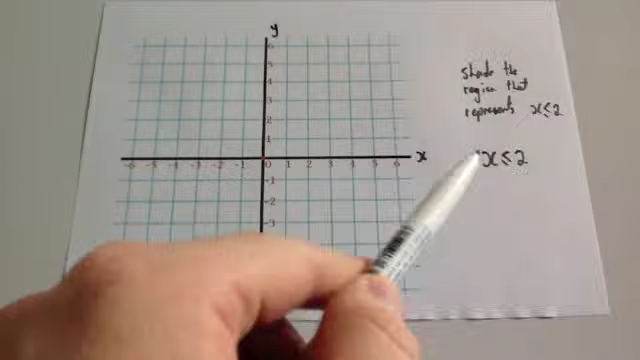 y
6
5
4
3
2
1
-6 -5 -4 -3 -2 -1 0 1 2 3 4 5 6 x
-1
-2
-3
shade the
region that
represents x≤2
x≤2